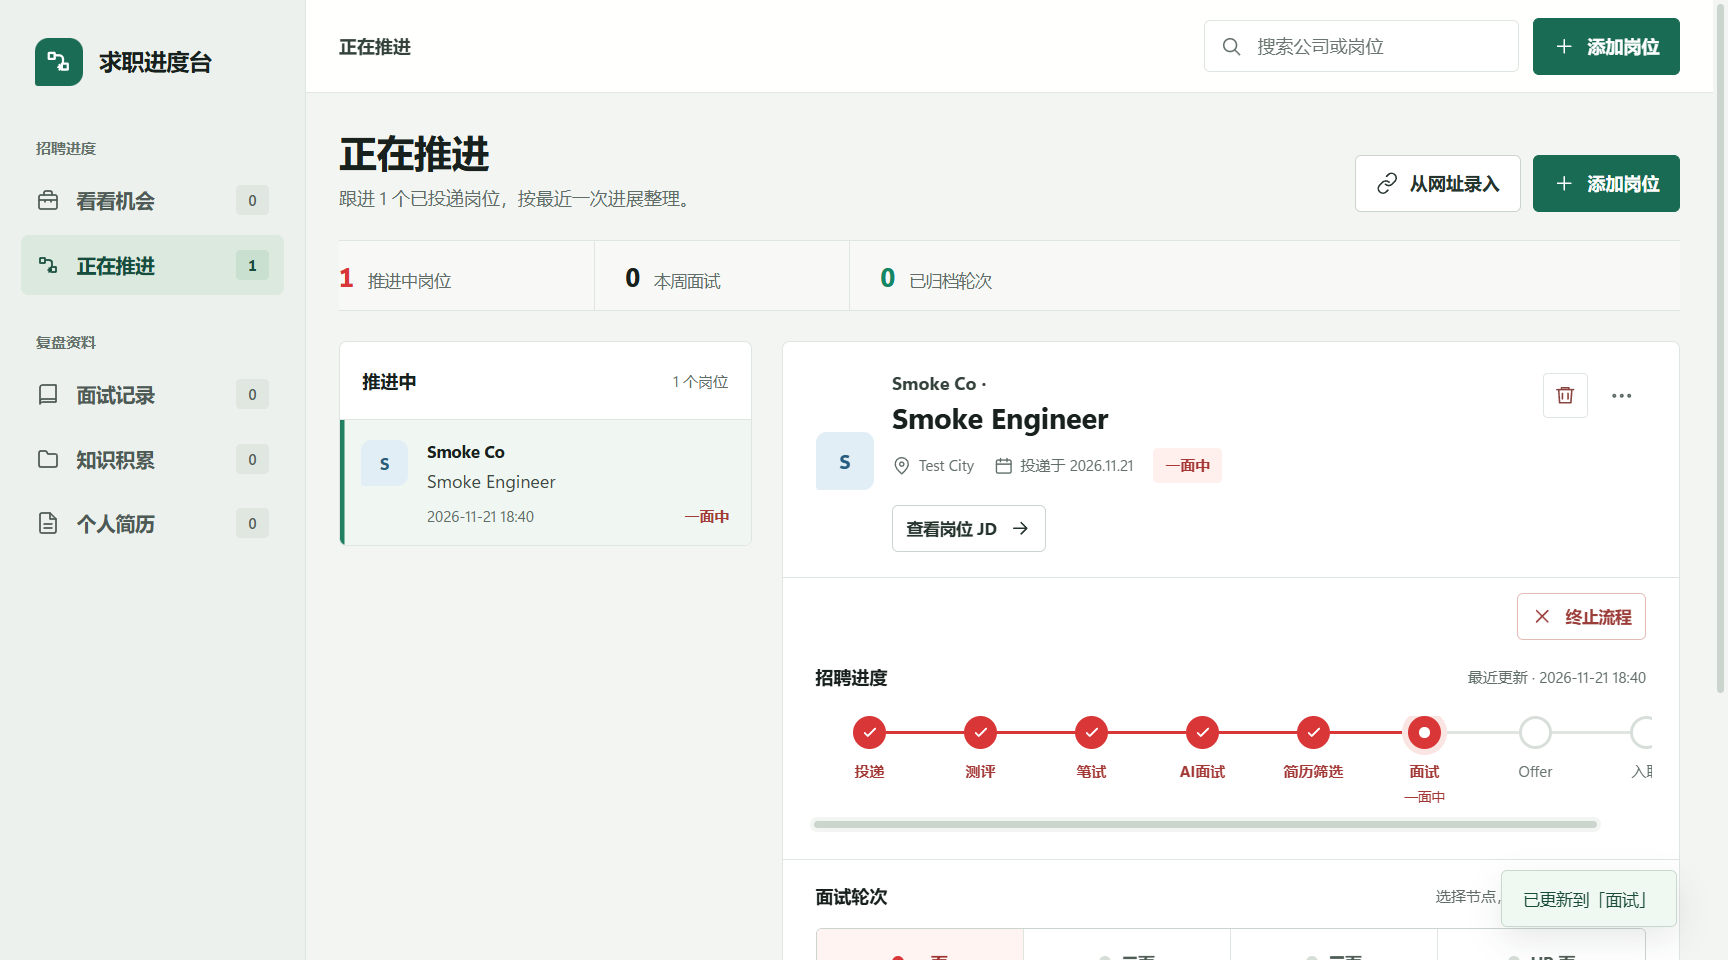 求职进度台
招聘进度
看看机会 0
正在推进 1
复盘资料
面试记录 0
知识积累 0
个人简历 0
正在推进
搜索公司或岗位
添加岗位
正在推进
跟进 1 个已投递岗位，按最近一次进展整理。
从网址录入
添加岗位
1 推进中岗位
0 本周面试
0 已归档轮次
推进中
1 个岗位
S
Smoke Co
Smoke Engineer
2026-11-21 18:40
一面中
S
Smoke Co ·
Smoke Engineer
Test City
投递于 2026.11.21
一面中
查看岗位 JD
终止流程
招聘进度
最近更新 · 2026-11-21 18:40
投递
测评
笔试
AI面试
简历筛选
面试
一面中
Offer
面试轮次
选择节点,
已更新到「面试」